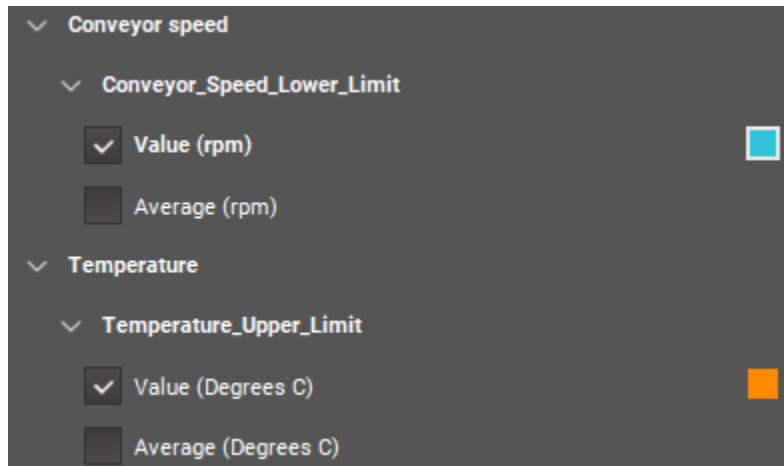 Conveyor speed
Conveyor_Speed_Lower_Limit
Value (rpm)
Average (rpm)
Temperature
Temperature_Upper_Limit
Value (Degrees C)
Average (Degrees C)